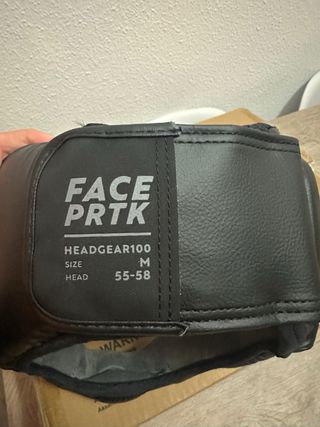 FACE
PRTK
HEADGEAR100
SIZE M
HEAD 55-58